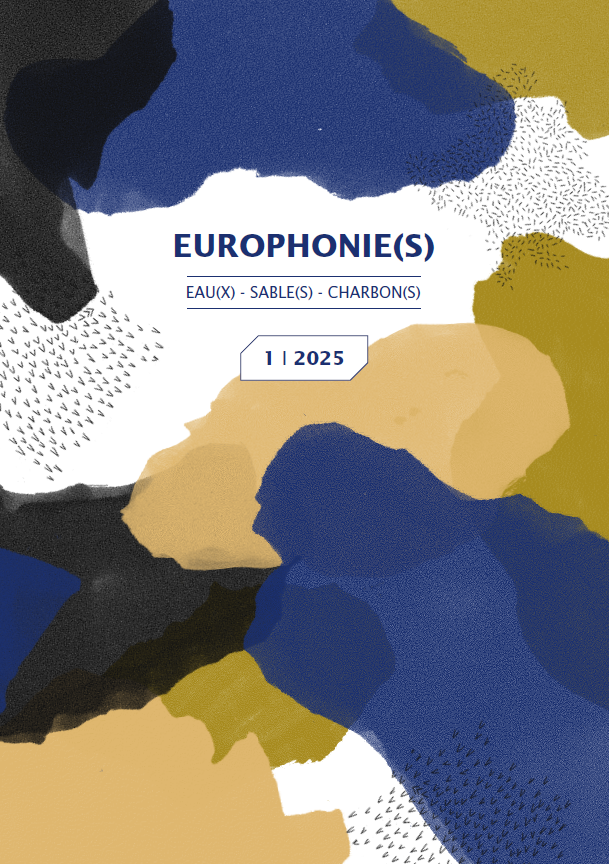 EUROPHONIE(S)
EAU(X) - SABLE(S) - CHARBON(S)
1 | 2025